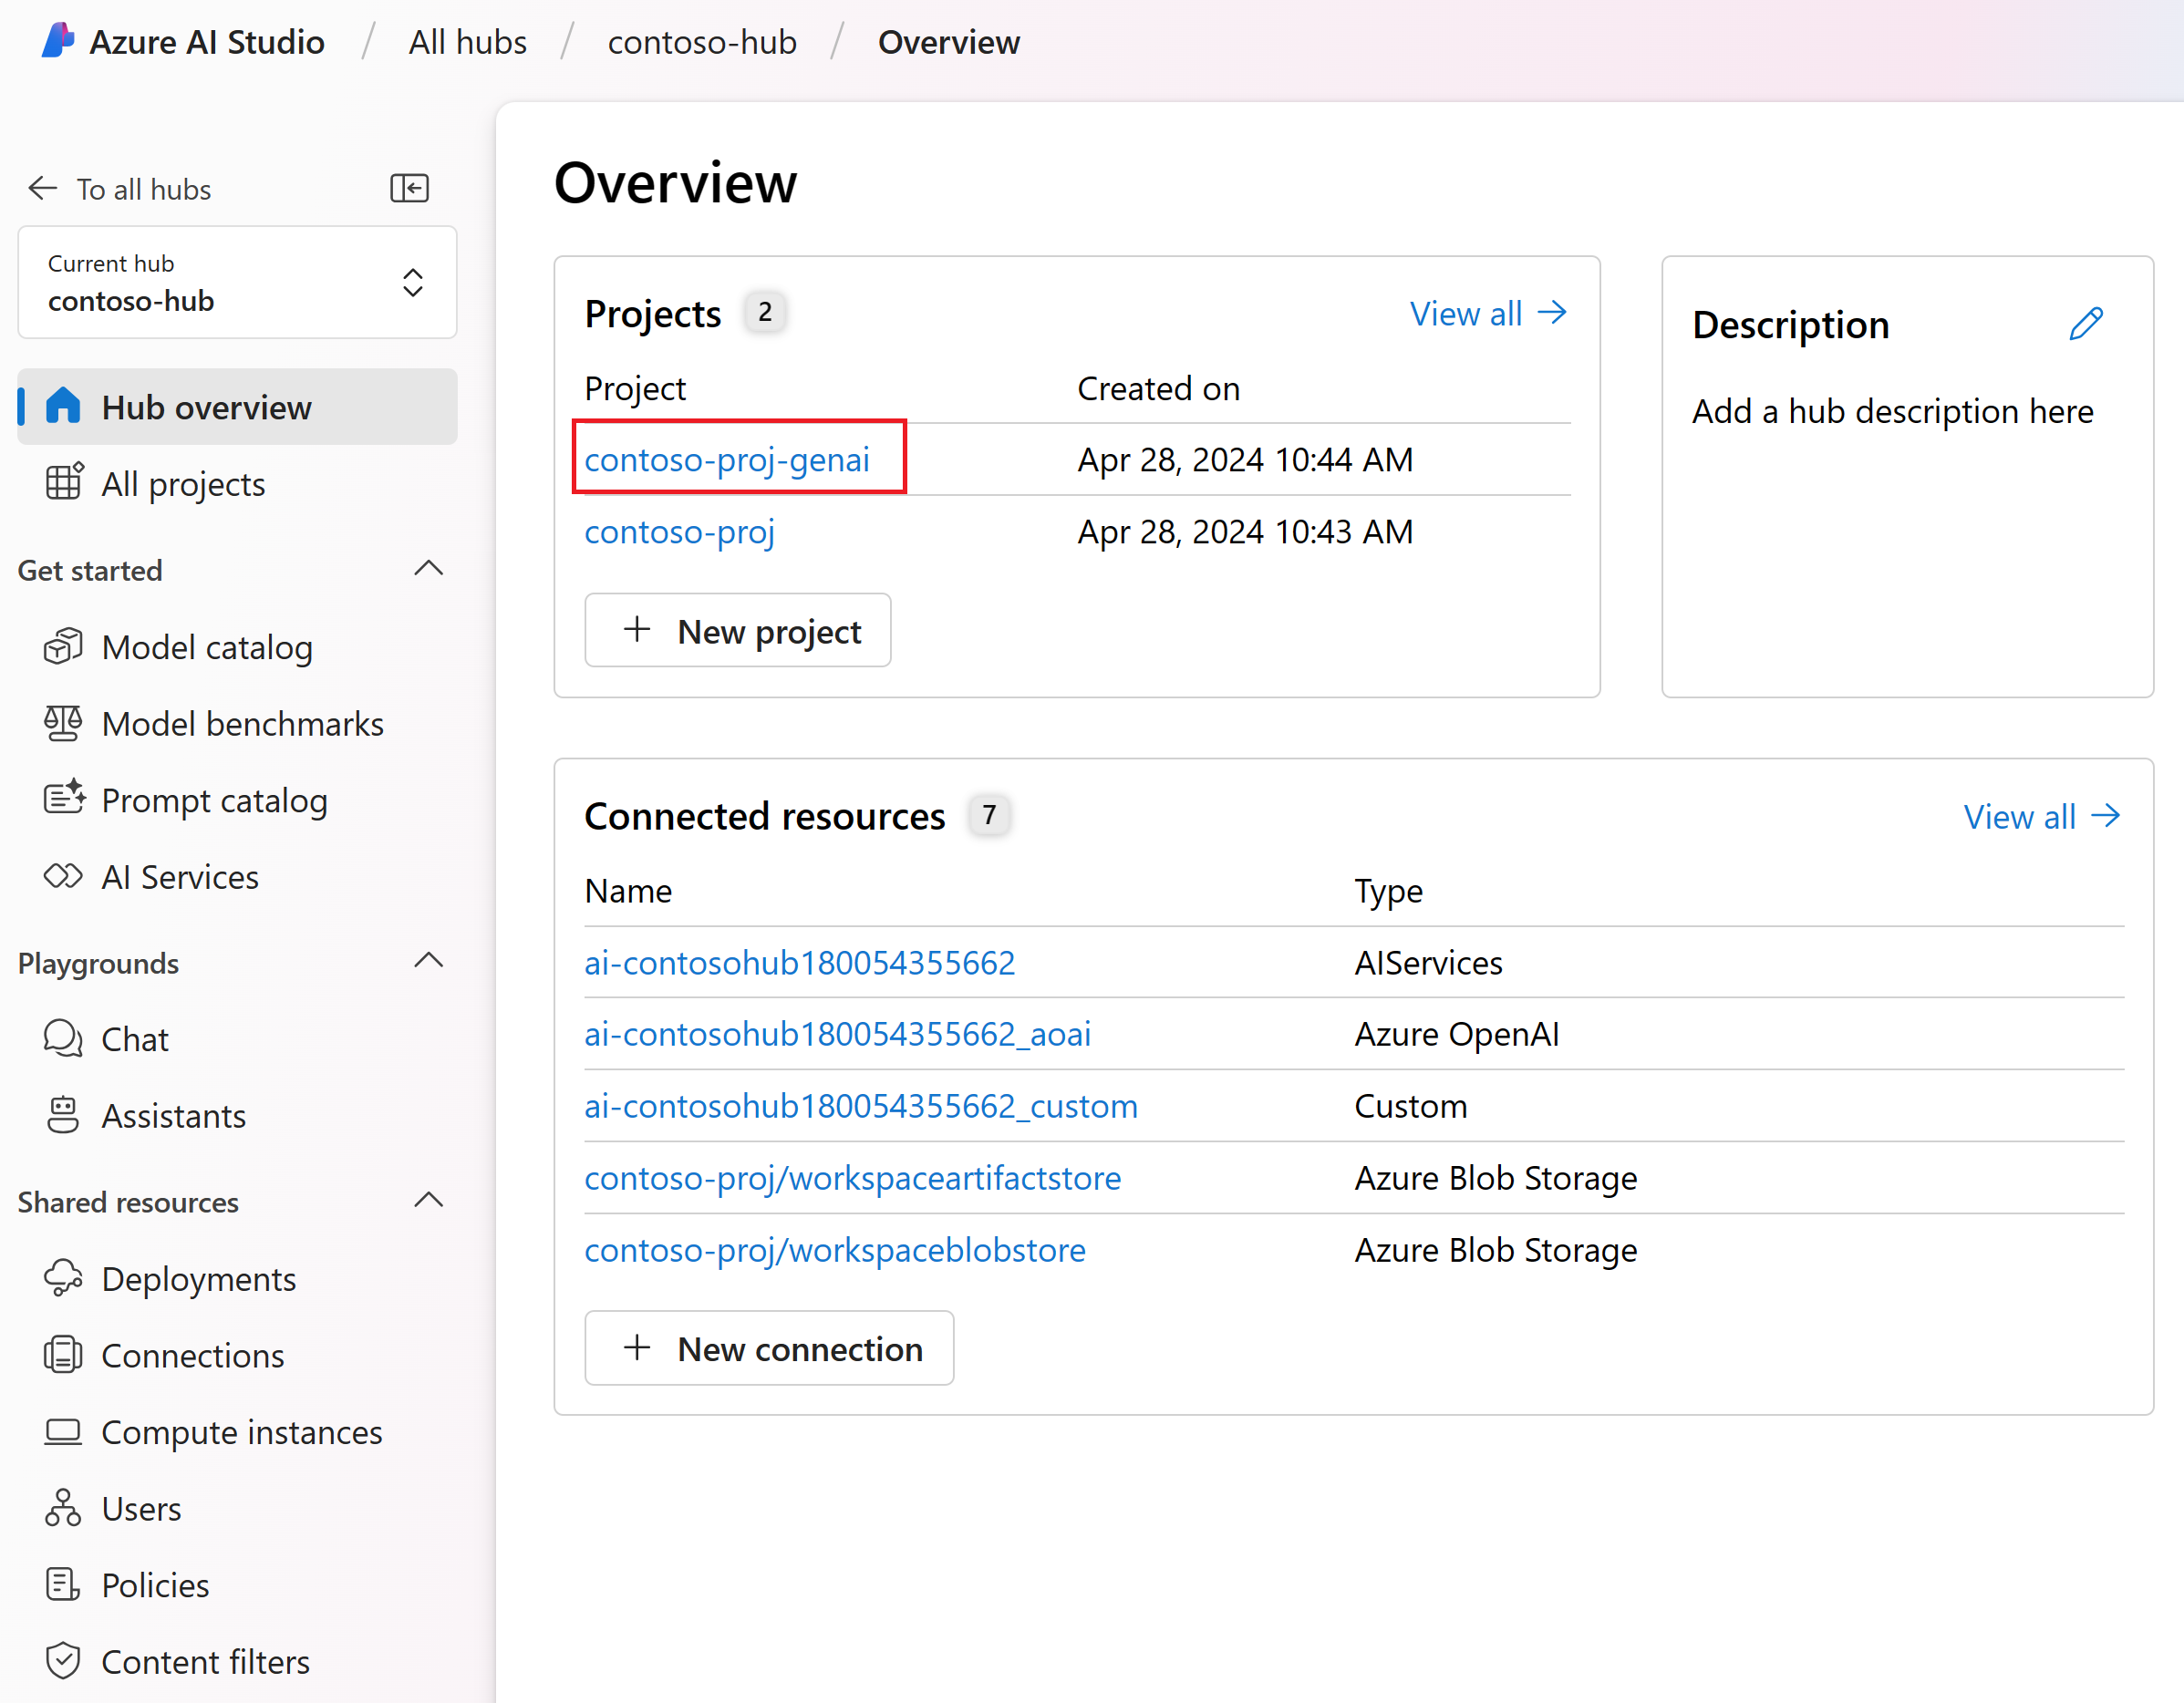 Azure AI Studio / All hubs / contoso-hub / Overview
To all hubs
Current hub
contoso-hub
Hub overview
All projects
Get started
Model catalog
Model benchmarks
Prompt catalog
AI Services
Playgrounds
Chat
Assistants
Shared resources
Deployments
Connections
Compute instances
Users
Policies
Content filters
Overview
Projects 2 View all
Project Created on
contoso-proj-genai Apr 28, 2024 10:44 AM
contoso-proj Apr 28, 2024 10:43 AM
+ New project
Description
Add a hub description here
Connected resources 7 View all
Name Type
ai-contosohub180054355662 AIServices
ai-contosohub180054355662_aoai Azure OpenAI
ai-contosohub180054355662_custom Custom
contoso-proj/workspaceartifactstore Azure Blob Storage
contoso-proj/workspaceblobstore Azure Blob Storage
+ New connection